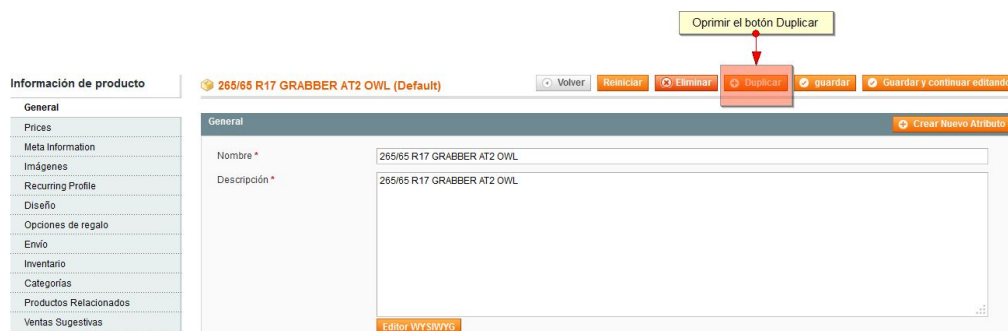 Oprimir el botón Duplicar
Información de producto
265/65 R17 GRABBER AT2 OWL (Default)
Volver
Reiniciar
Eliminar
Duplicar
guardar
Guardar y continuar editando
General
Prices
Meta Information
Imágenes
Recurring Profile
Diseño
Opciones de regalo
Envío
Inventario
Categorías
Productos Relacionados
Ventas Sugestivas
General
Crear Nuevo Atributo
Nombre *
265/65 R17 GRABBER AT2 OWL
Descripción *
265/65 R17 GRABBER AT2 OWL
Editor WYSIWYG